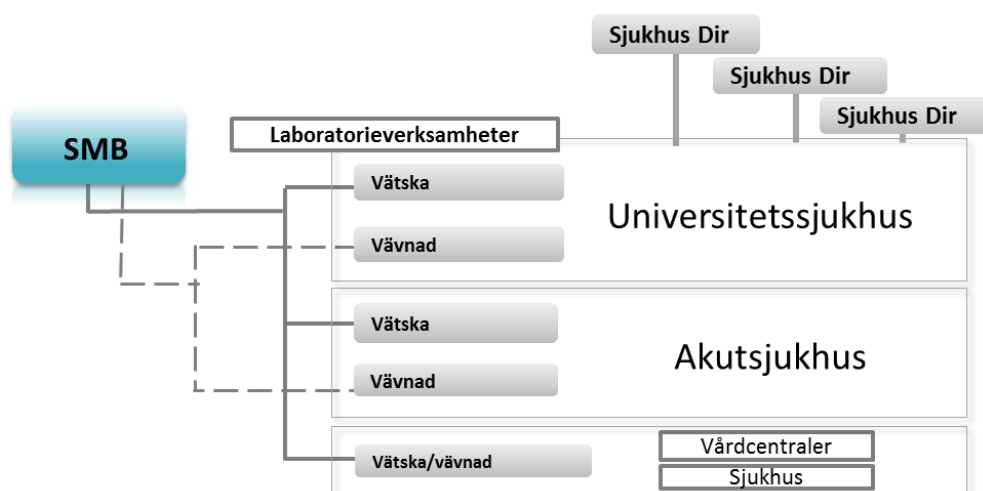 Sjukhus Dir
Sjukhus Dir
Sjukhus Dir
SMB
Laboratorieverksamheter
Vätska
Universitetssjukhus
Vävnad
Vätska
Akutsjukhus
Vävnad
Vårdcentraler
Vätska/vävnad
Sjukhus